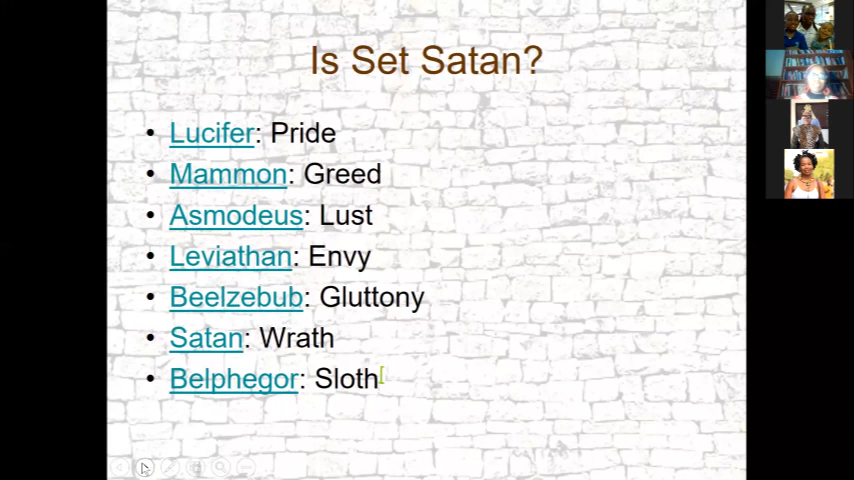 Is Set Satan?
• Lucifer: Pride
• Mammon: Greed
• Asmodeus: Lust
• Leviathan: Envy
• Beelzebub: Gluttony
• Satan: Wrath
• Belphegor: Sloth[